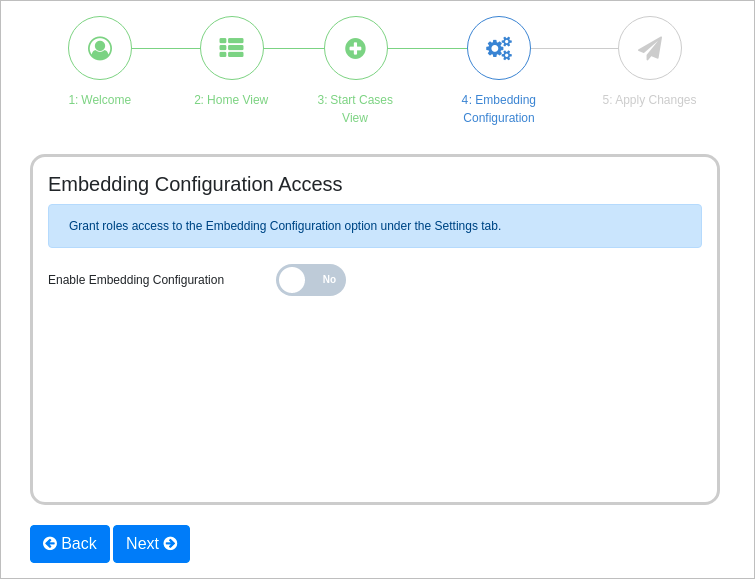 1: Welcome
2: Home View
3: Start Cases
View
4: Embedding
Configuration
5: Apply Changes
Embedding Configuration Access
Grant roles access to the Embedding Configuration option under the Settings tab.
Enable Embedding Configuration
No
Back
Next